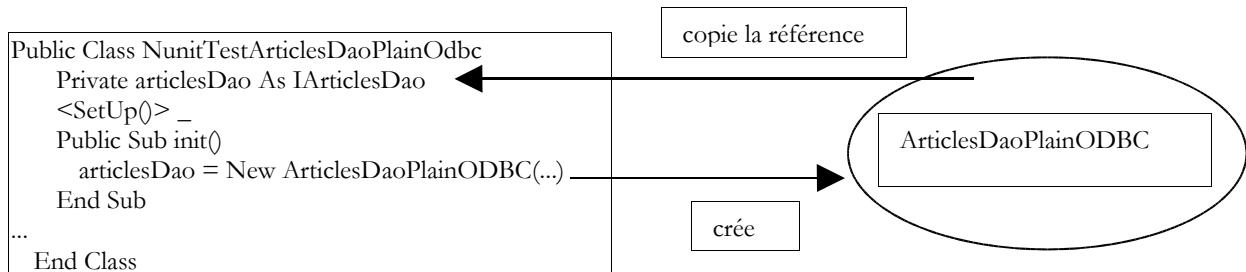 copie la référence
Public Class NunitTestArticlesDaoPlainOdbc
Private articlesDao As IArticlesDao
<SetUp()> _
Public Sub init()
articlesDao = New ArticlesDaoPlainODBC(...)
End Sub
...
End Class
ArticlesDaoPlainODBC
crée